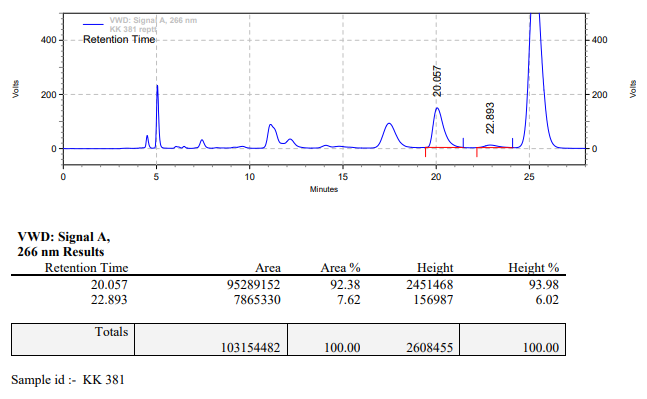 VWD: Signal A, 266 nm
KK 381 rept
Retention Time
400
200
0
Volts
20.057
22.893
400
200
0
Volts
0
5
10
15
20
25
Minutes
VWD: Signal A,
266 nm Results
Retention Time Area Area % Height Height %
20.057 95289152 92.38 2451468 93.98
22.893 7865330 7.62 156987 6.02
Totals
103154482 100.00 2608455 100.00
Sample id :- KK 381